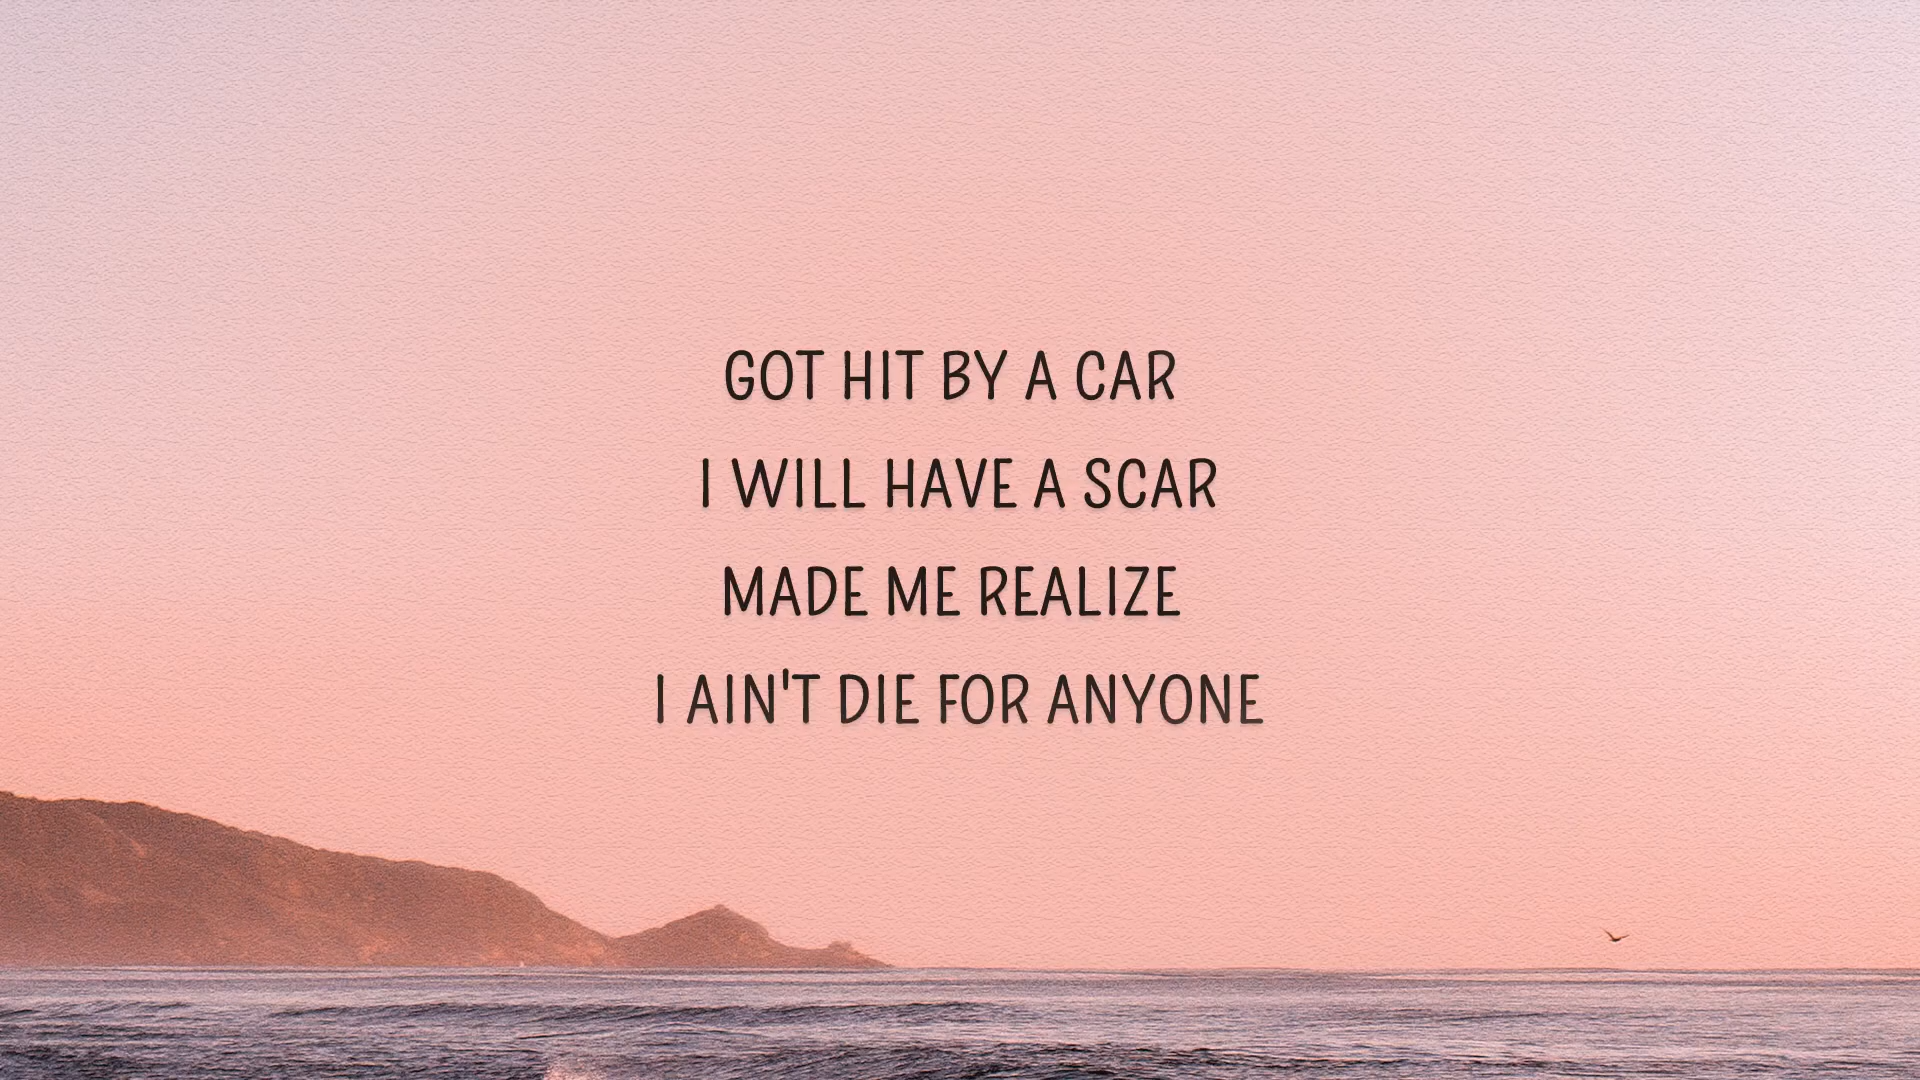 GOT HIT BY A CAR
I WILL HAVE A SCAR
MADE ME REALIZE
I AIN'T DIE FOR ANYONE